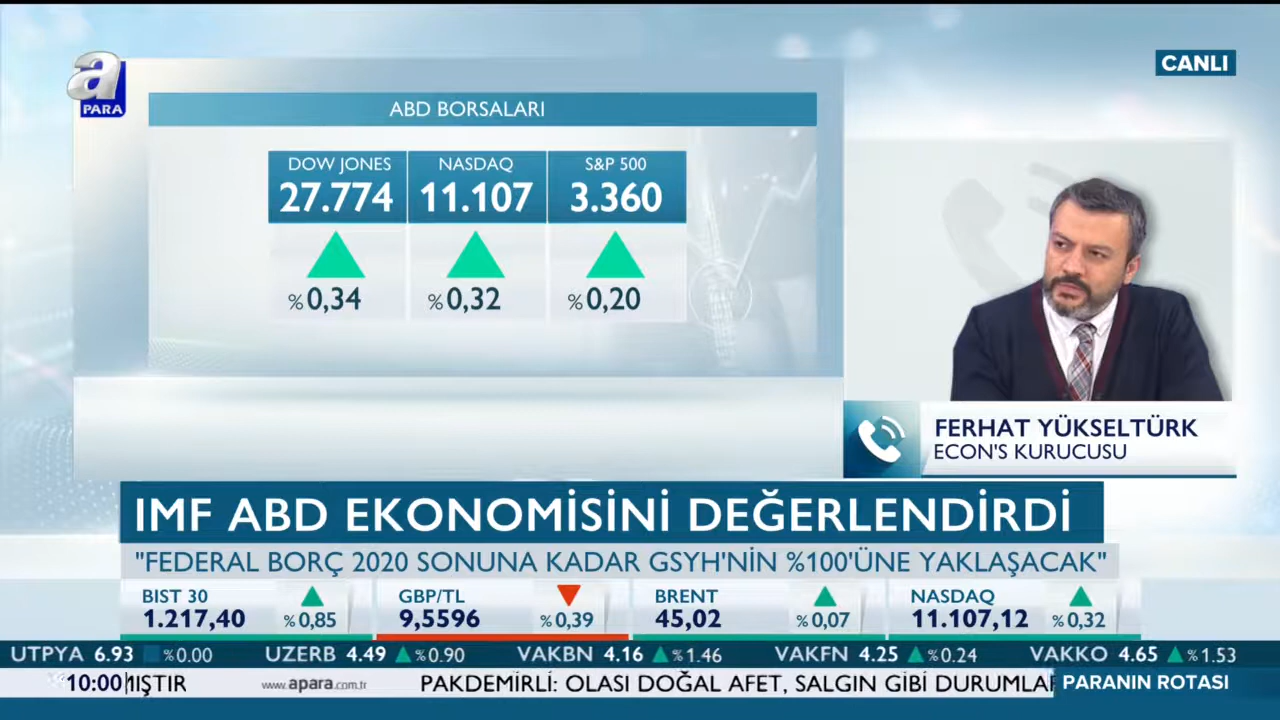 a
PARA
CANLI
ABD BORSALARI
DOW JONES NASDAQ S&P 500
27.774 11.107 3.360
%0,34 %0,32 %0,20
FERHAT YÜKSELTÜRK
ECON'S KURUCUSU
IMF ABD EKONOMİSİNİ DEĞERLENDİRDİ
"FEDERAL BORÇ 2020 SONUNA KADAR GSYH'NİN %100'ÜNE YAKLAŞACAK"
BIST 30 GBP/TL BRENT NASDAQ
1.217,40 %0,85 9,5596 %0,39 45,02 %0,07 11.107,12 %0,32
UTPYA 6.93 %0.00 UZERB 4.49 %0.90 VAKBN 4.16 %1.46 VAKFN 4.25 %0.24 VAKKO 4.65 %1.53
10:00 MIŞTIR www.apara.com.tr PAKDEMİRLİ: OLASI DOĞAL AFET, SALGIN GİBİ DURUMLAR PARANIN ROTASI